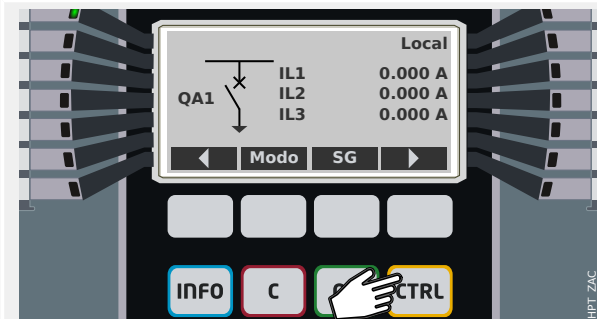 Local
IL1 0.000 A
QA1 IL2 0.000 A
IL3 0.000 A
Modo SG
INFO C CTRL
HPT ZAC